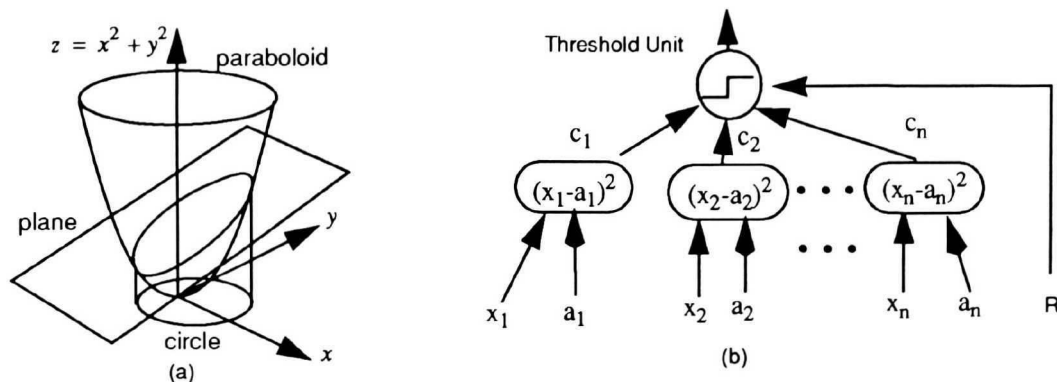 z = x² + y²
paraboloid
plane
y
x
circle
(a)
Threshold Unit
c₁
c₂
cₙ
(x₁-a₁)²
(x₂-a₂)²
• • •
(xₙ-aₙ)²
• • •
x₁
a₁
x₂
a₂
xₙ
aₙ
R
(b)